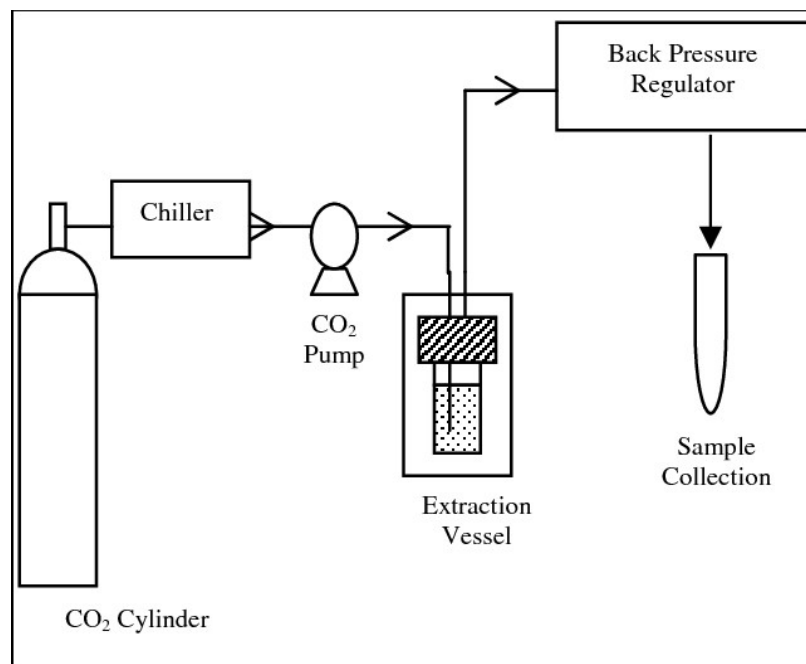 Back Pressure
Regulator
Chiller
CO₂
Pump
Extraction
Vessel
Sample
Collection
CO₂ Cylinder